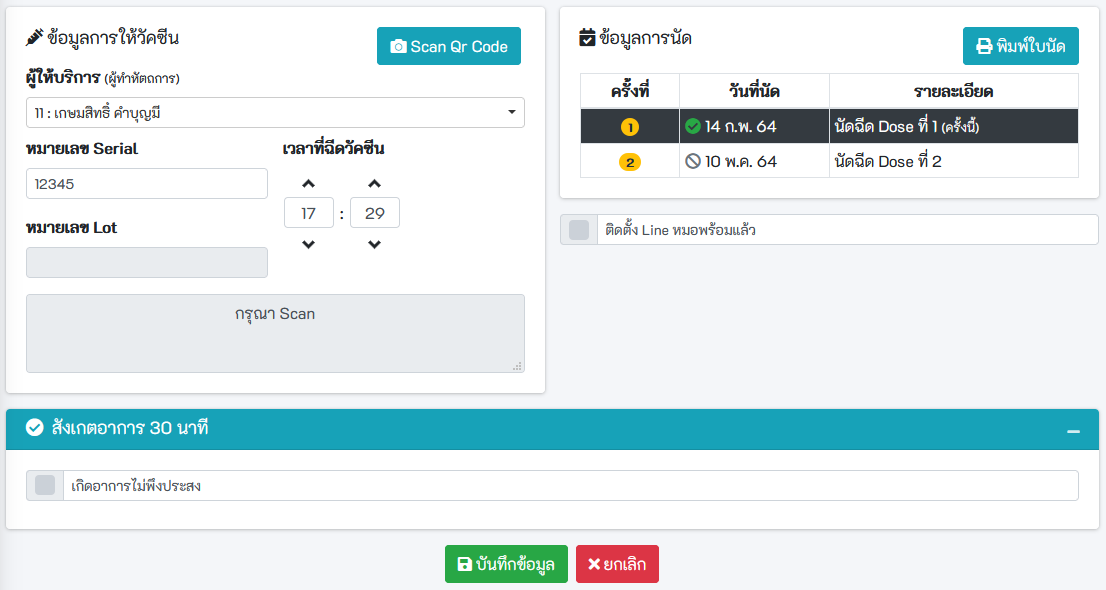 ข้อมูลการให้วัคซีน
Scan Qr Code
ผู้ให้บริการ (ผู้ทำหัตถการ)
11 : เกษมสิทธิ์ คำบุญมี
หมายเลข Serial
เวลาที่ฉีดวัคซีน
12345
17 : 29
หมายเลข Lot
กรุณา Scan
ข้อมูลการนัด
พิมพ์ใบนัด
ครั้งที่ วันที่นัด รายละเอียด
1 14 ก.พ. 64 นัดฉีด Dose ที่ 1 (ครั้งนี้)
2 10 พ.ค. 64 นัดฉีด Dose ที่ 2
ติดตั้ง Line หมอพร้อมแล้ว
สังเกตอาการ 30 นาที
เกิดอาการไม่พึงประสง
บันทึกข้อมูล
ยกเลิก